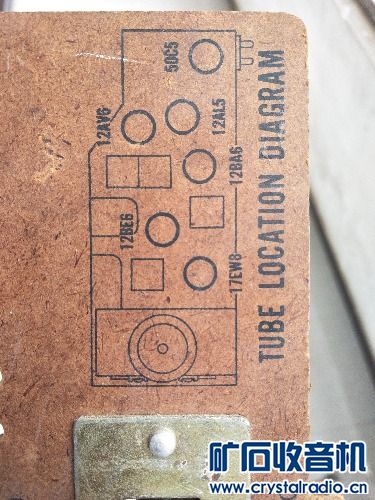 TUBE LOCATION DIAGRAM
50C5
12AV6
12AL5
12BA6
12BE6
17EW8
矿石收音机
www.crystalradio.cn